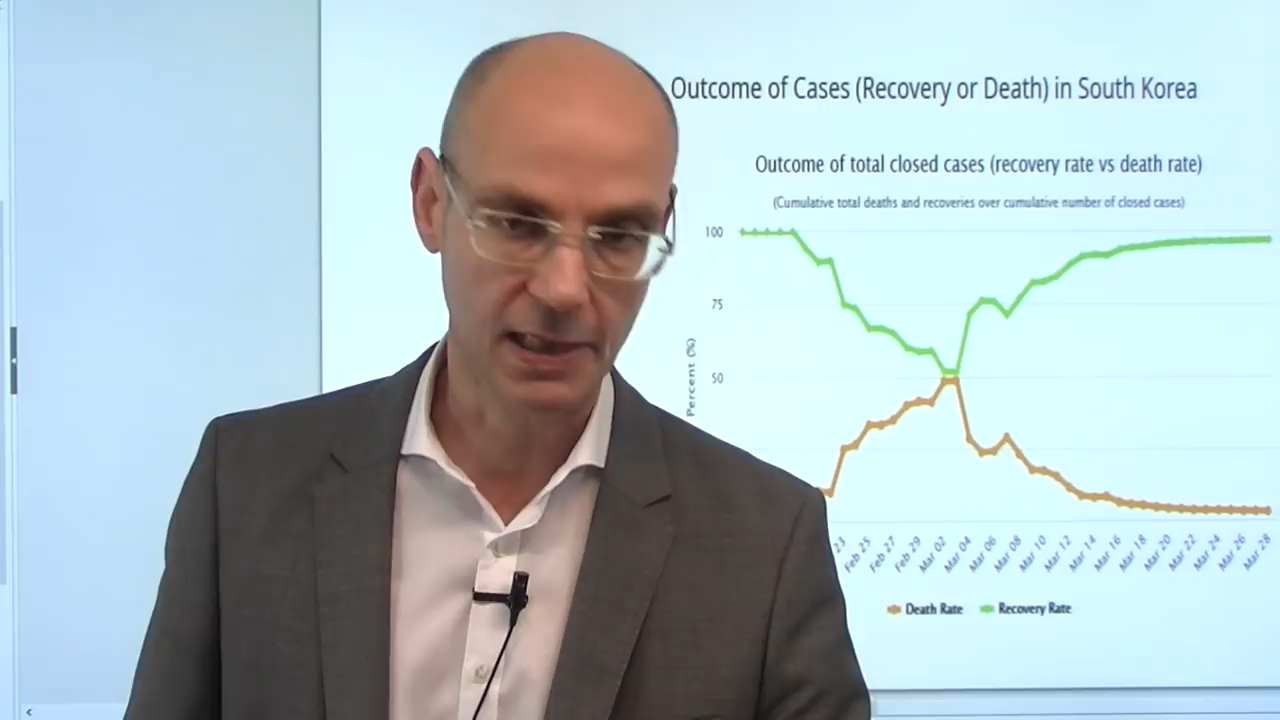 Outcome of Cases (Recovery or Death) in South Korea
Outcome of total closed cases (recovery rate vs death rate)
(Cumulative total deaths and recoveries over cumulative number of closed cases)
100
75
50
Percent (%)
23
Feb 25
Feb 27
Feb 29
Mar 02
Mar 04
Mar 06
Mar 08
Mar 10
Mar 12
Mar 14
Mar 16
Mar 18
Mar 20
Mar 22
Mar 24
Mar 26
Mar 28
Death Rate
Recovery Rate